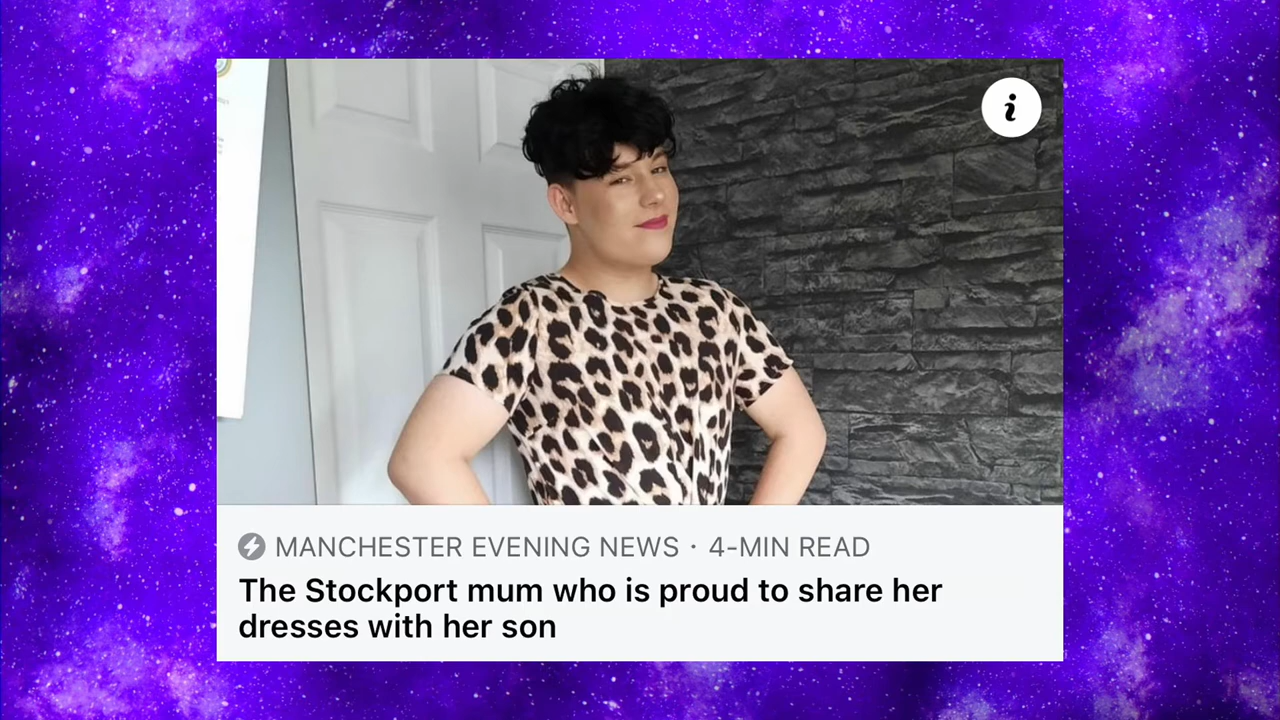 MANCHESTER EVENING NEWS · 4-MIN READ
The Stockport mum who is proud to share her
dresses with her son